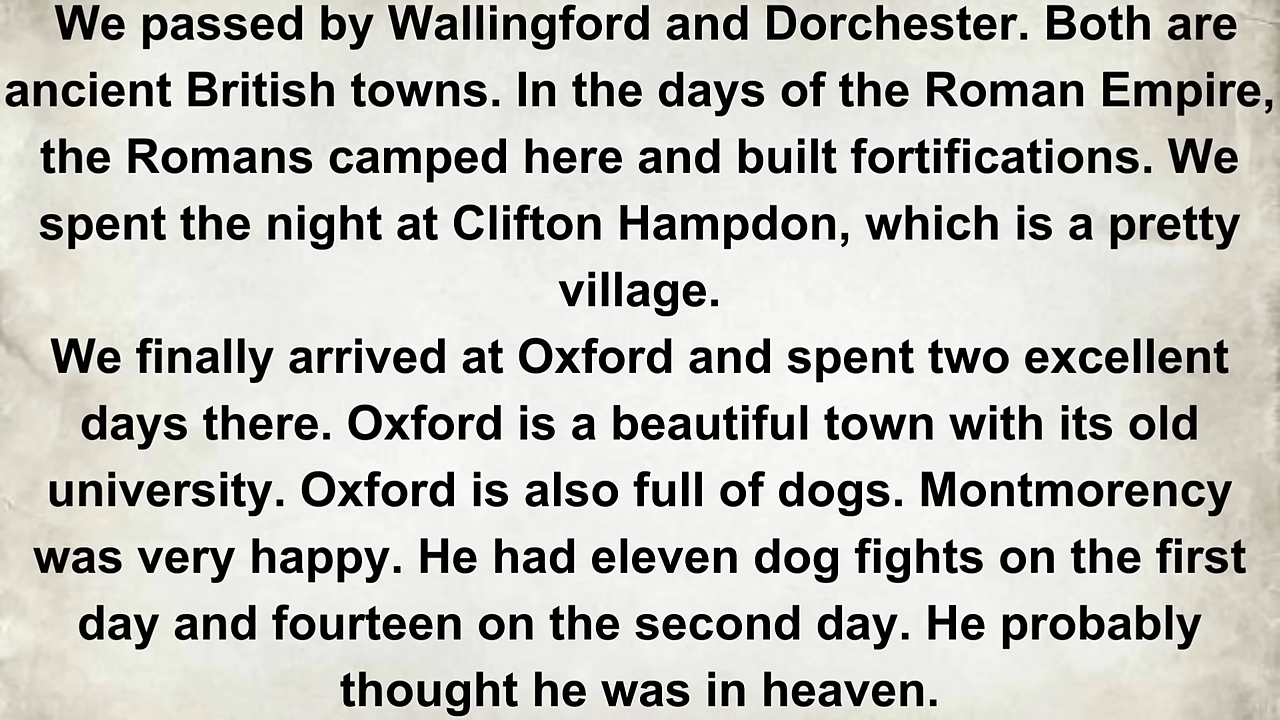 We passed by Wallingford and Dorchester. Both are
ancient British towns. In the days of the Roman Empire,
the Romans camped here and built fortifications. We
spent the night at Clifton Hampdon, which is a pretty
village.
We finally arrived at Oxford and spent two excellent
days there. Oxford is a beautiful town with its old
university. Oxford is also full of dogs. Montmorency
was very happy. He had eleven dog fights on the first
day and fourteen on the second day. He probably
thought he was in heaven.